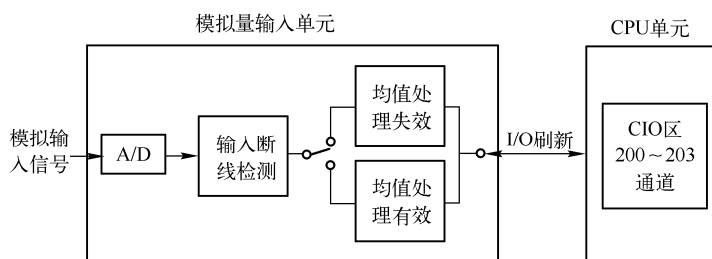 模拟量输入单元
CPU单元
模拟输
入信号
A/D
输入断
线检测
均值处
理失效
均值处
理有效
I/O刷新
CIO区
200～203
通道